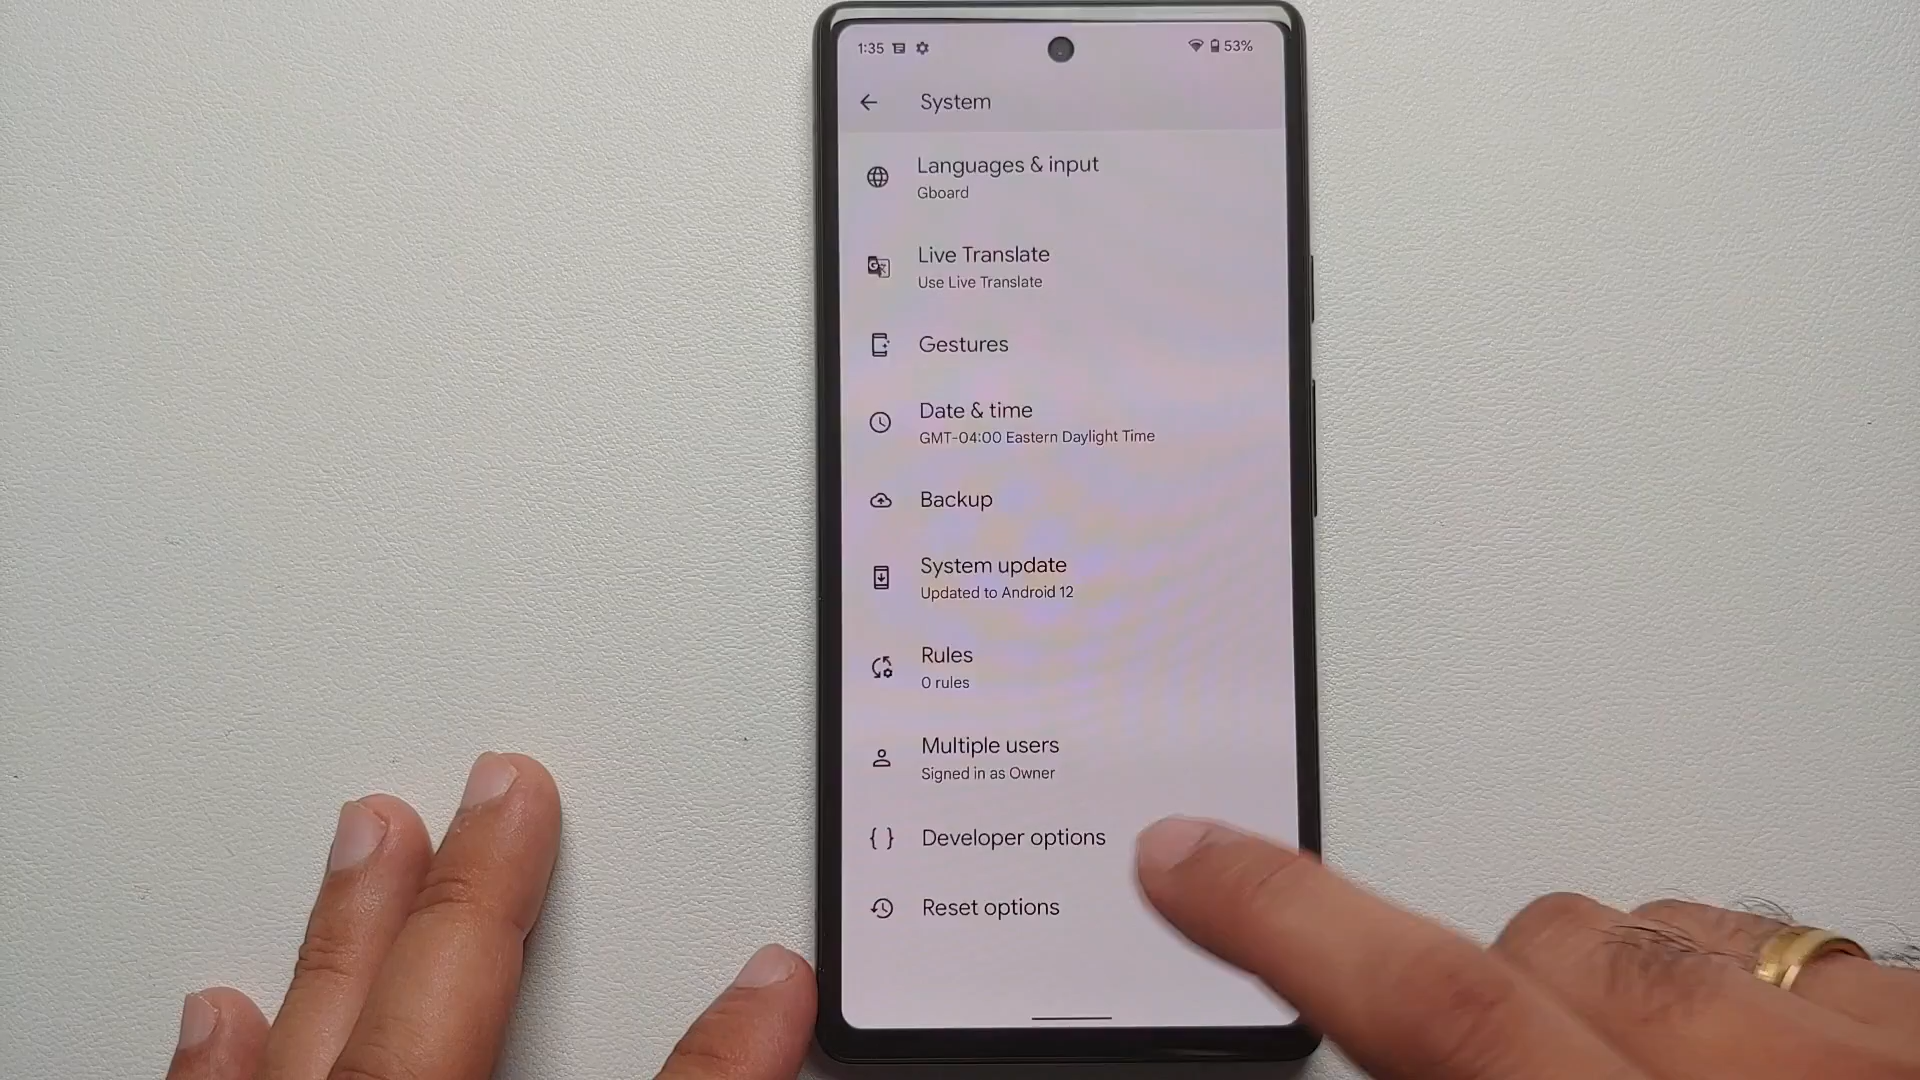 1:35 53%
System
Languages & input
Gboard
Live Translate
Use Live Translate
Gestures
Date & time
GMT-04:00 Eastern Daylight Time
Backup
System update
Updated to Android 12
Rules
0 rules
Multiple users
Signed in as Owner
{ } Developer options
Reset options